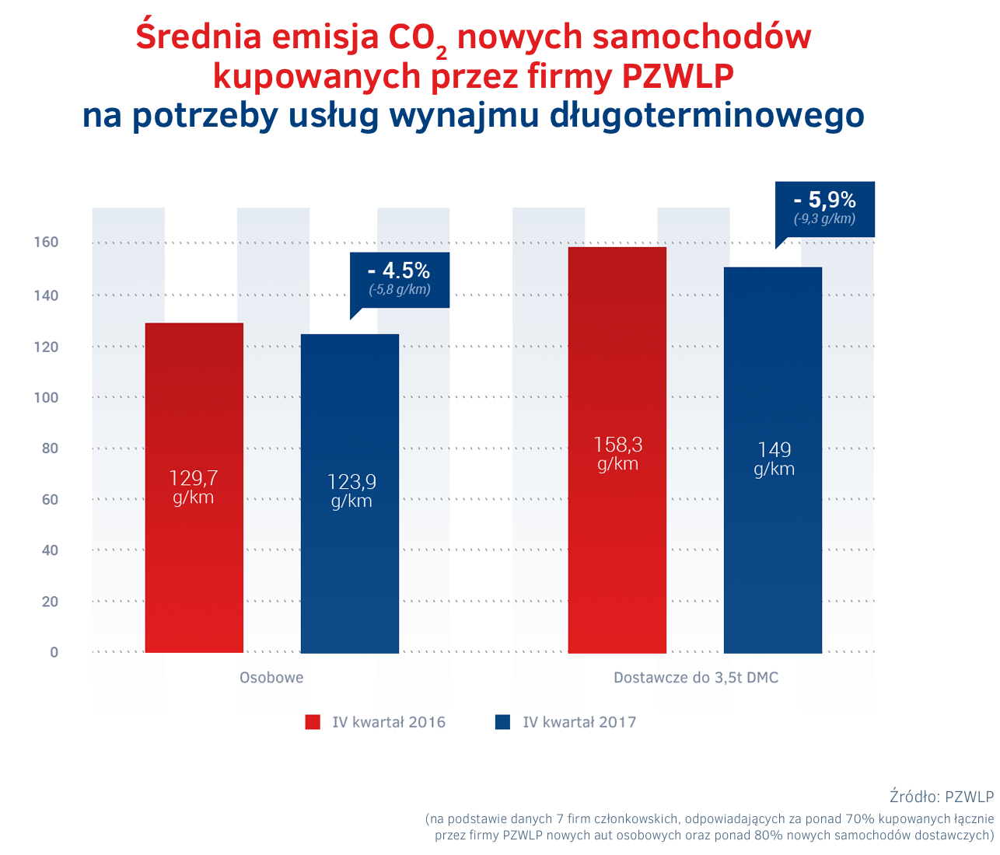 Średnia emisja CO₂ nowych samochodów
kupowanych przez firmy PZWLP
na potrzeby usług wynajmu długoterminowego
- 5,9%
(-9,3 g/km)
- 4.5%
(-5,8 g/km)
160
140
120
100
80
60
40
20
0
129,7
g/km
123,9
g/km
158,3
g/km
149
g/km
Osobowe
Dostawcze do 3,5t DMC
IV kwartał 2016
IV kwartał 2017
Źródło: PZWLP
(na podstawie danych 7 firm członkowskich, odpowiadających za ponad 70% kupowanych łącznie
przez firmy PZWLP nowych aut osobowych oraz ponad 80% nowych samochodów dostawczych)